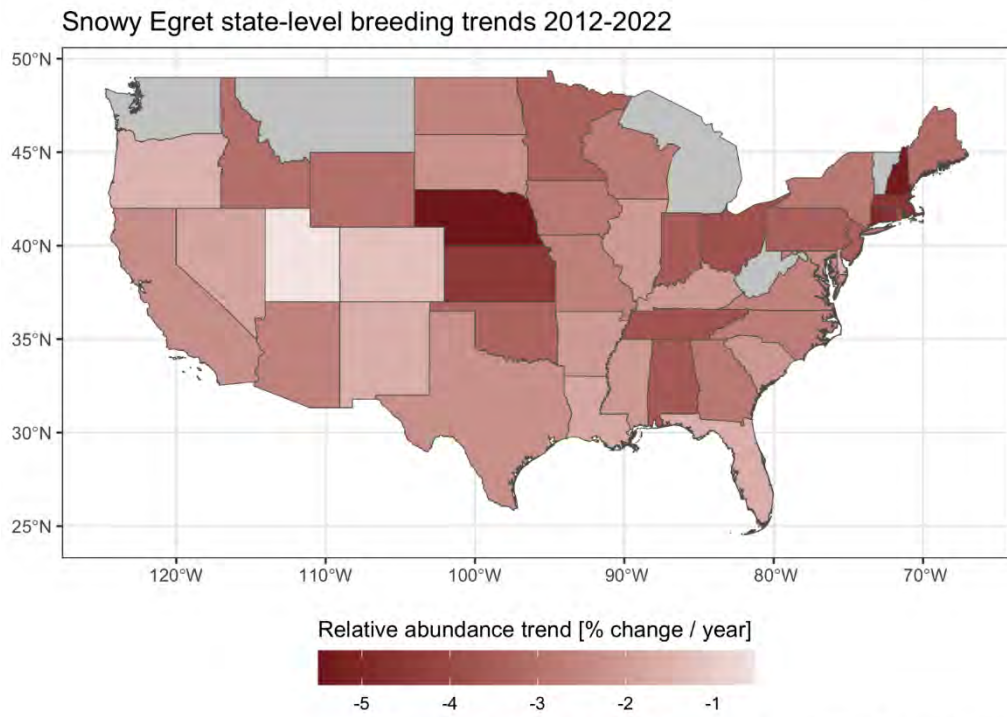 Snowy Egret state-level breeding trends 2012-2022
50°N
45°N
40°N
35°N
30°N
25°N
120°W 110°W 100°W 90°W 80°W 70°W
Relative abundance trend [% change / year]
-5 -4 -3 -2 -1